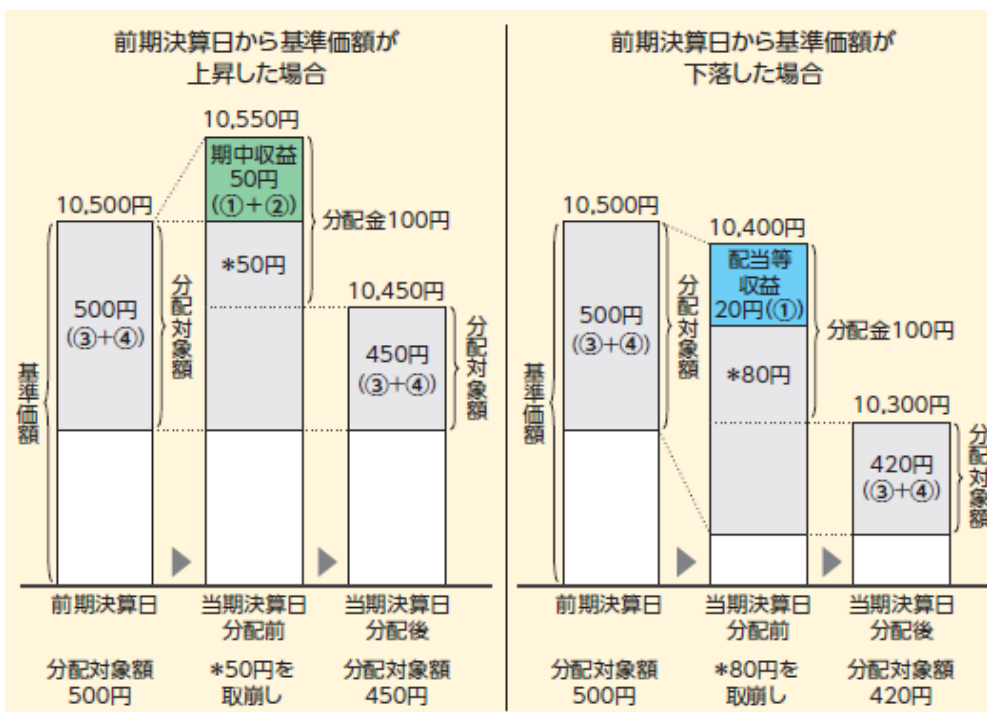 前期決算日から基準価額が
上昇した場合
10,550円
期中収益
50円
(①+②)
10,500円
分配金100円
*50円
10,450円
500円
(③+④)
分配対象額
450円
(③+④)
分配対象額
基準価額
前期決算日
当期決算日
分配前
当期決算日
分配後
分配対象額
500円
*50円を
取崩し
分配対象額
450円
前期決算日から基準価額が
下落した場合
10,500円
10,400円
配当等
収益
20円(①)
500円
(③+④)
分配対象額
分配金100円
*80円
10,300円
420円
(③+④)
分配対象額
基準価額
前期決算日
当期決算日
分配前
当期決算日
分配後
分配対象額
500円
*80円を
取崩し
分配対象額
420円